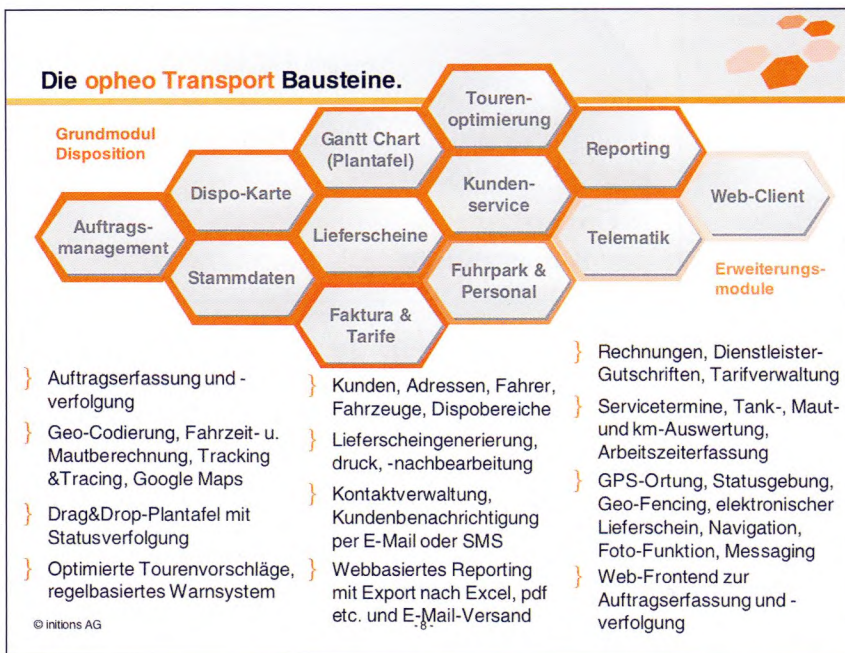 Die opheo Transport Bausteine.
Grundmodul
Disposition
Auftrags-
management
Dispo-Karte
Stammdaten
Gantt Chart
(Plantafel)
Lieferscheine
Faktura &
Tarife
Touren-
optimierung
Kunden-
service
Fuhrpark &
Personal
Reporting
Telematik
Web-Client
Erweiterungs-
module
} Auftragserfassung und -
verfolgung
} Geo-Codierung, Fahrzeit- u.
Mautberechnung, Tracking
&Tracing, Google Maps
} Drag&Drop-Plantafel mit
Statusverfolgung
} Optimierte Tourenvorschläge,
regelbasiertes Warnsystem
} Kunden, Adressen, Fahrer,
Fahrzeuge, Dispobereiche
} Lieferscheingenerierung,
druck, -nachbearbeitung
} Kontaktverwaltung,
Kundenbenachrichtigung
per E-Mail oder SMS
} Webbasiertes Reporting
mit Export nach Excel, pdf
etc. und E-Mail-Versand
} Rechnungen, Dienstleister-
Gutschriften, Tarifverwaltung
} Servicetermine, Tank-, Maut-
und km-Auswertung,
Arbeitszeiterfassung
} GPS-Ortung, Statusgebung,
Geo-Fencing, elektronischer
Lieferschein, Navigation,
Foto-Funktion, Messaging
} Web-Frontend zur
Auftragserfassung und -
verfolgung
© initions AG
-8-